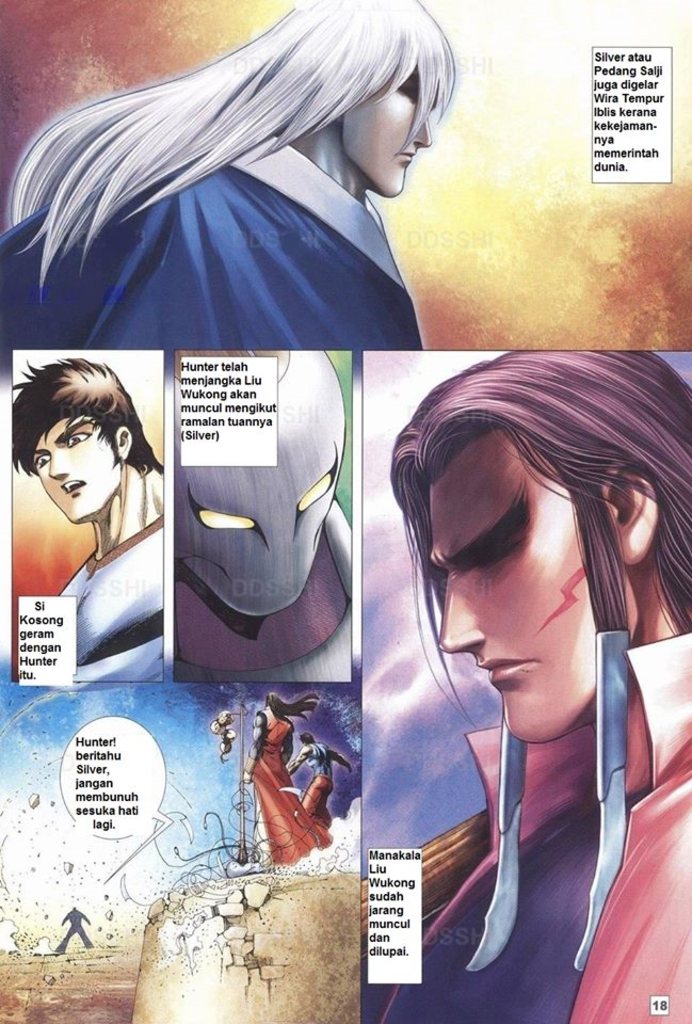 Silver atau
Pedang Salji
juga digelar
Wira Tempur
Iblis kerana
kekejaman-
nya
memerintah
dunia.
Si
Kosong
geram
dengan
Hunter
itu.
Hunter telah
menjangka Liu
Wukong akan
muncul mengikut
ramalan tuannya
(Silver)
Hunter!
beritahu
Silver,
jangan
membunuh
sesuka hati
lagi.
Manakala
Liu
Wukong
sudah
jarang
muncul
dan
dilupai.
DDSSHI
18